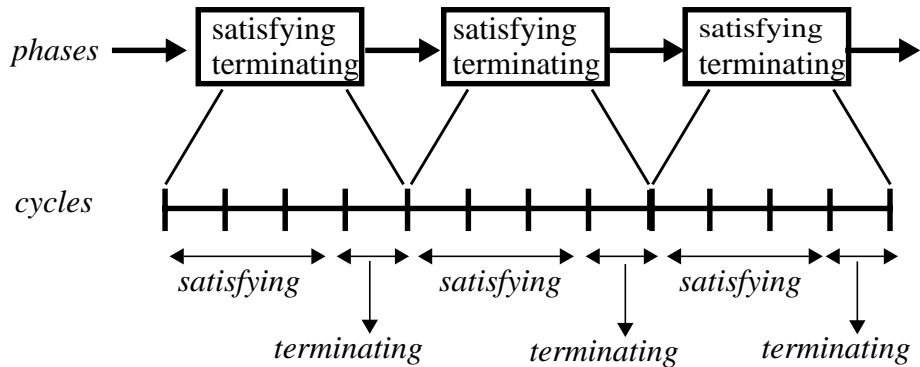 phases
satisfying
terminating
satisfying
terminating
satisfying
terminating
cycles
satisfying
satisfying
satisfying
terminating
terminating
terminating